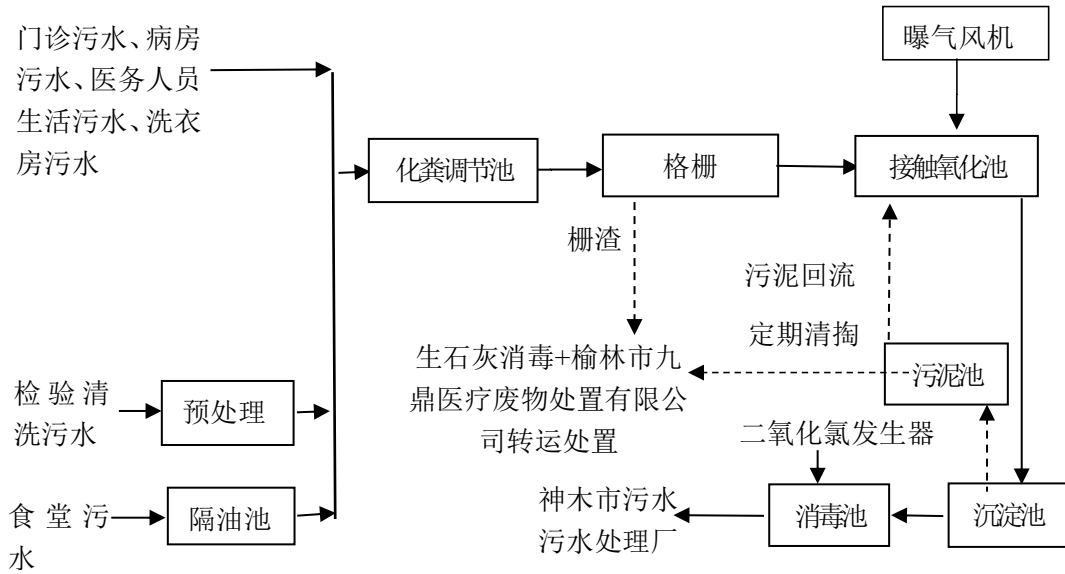 门诊污水、病房
污水、医务人员
生活污水、洗衣
房污水
曝气风机
化粪调节池
格栅
接触氧化池
栅渣
污泥回流
定期清掏
生石灰消毒+榆林市九
鼎医疗废物处置有限公
司转运处置
污泥池
检验清
洗污水
预处理
二氧化氯发生器
食堂污
水
隔油池
神木市污水
污水处理厂
消毒池
沉淀池